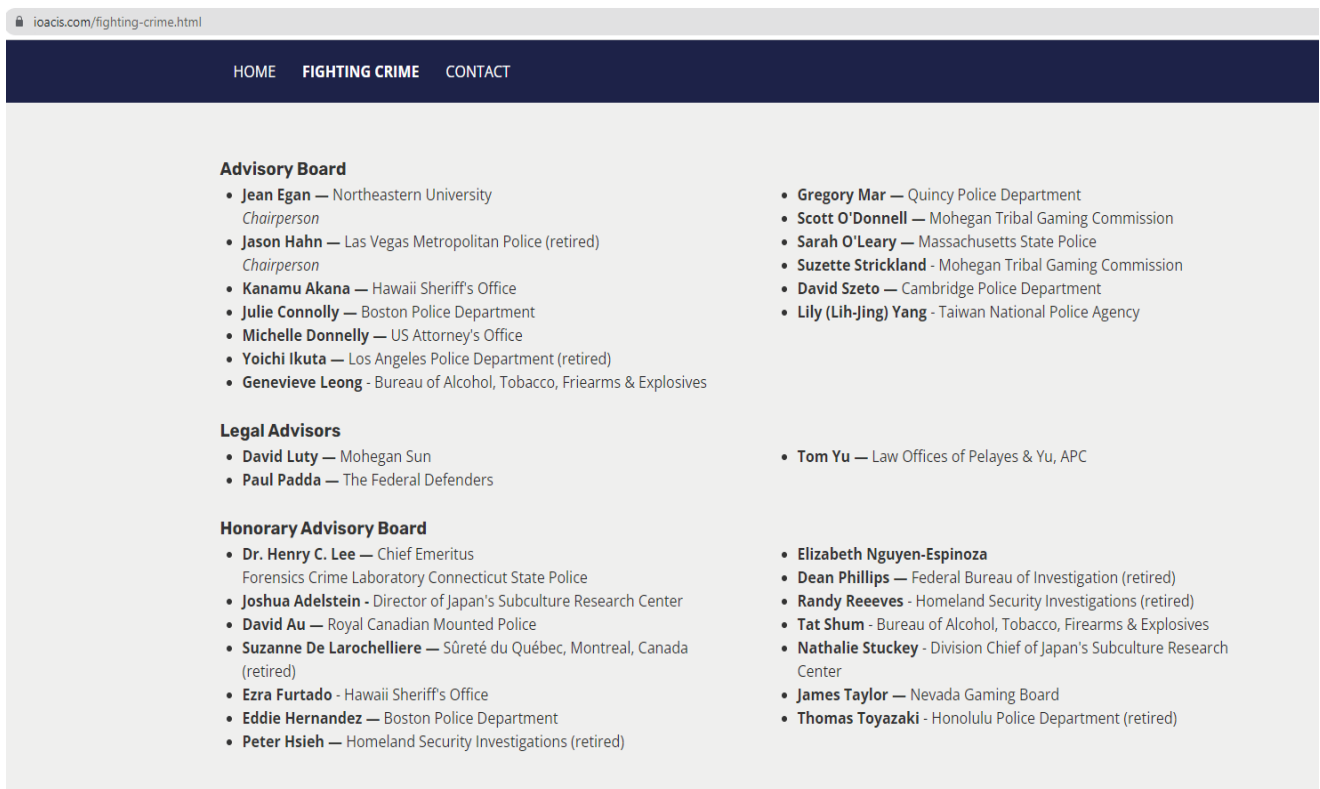 ioacis.com/fighting-crime.html
HOME FIGHTING CRIME CONTACT
Advisory Board
Jean Egan — Northeastern University
Chairperson
Jason Hahn — Las Vegas Metropolitan Police (retired)
Chairperson
Kanamu Akana — Hawaii Sheriff's Office
Julie Connolly — Boston Police Department
Michelle Donnelly — US Attorney's Office
Yoichi Ikuta — Los Angeles Police Department (retired)
Genevieve Leong - Bureau of Alcohol, Tobacco, Friearms & Explosives
Gregory Mar — Quincy Police Department
Scott O'Donnell — Mohegan Tribal Gaming Commission
Sarah O'Leary — Massachusetts State Police
Suzette Strickland - Mohegan Tribal Gaming Commission
David Szeto — Cambridge Police Department
Lily (Lih-Jing) Yang - Taiwan National Police Agency
Legal Advisors
David Luty — Mohegan Sun
Paul Padda — The Federal Defenders
Tom Yu — Law Offices of Pelayes & Yu, APC
Honorary Advisory Board
Dr. Henry C. Lee — Chief Emeritus
Forensics Crime Laboratory Connecticut State Police
Joshua Adelstein - Director of Japan's Subculture Research Center
David Au — Royal Canadian Mounted Police
Suzanne De Larochelliere — Sûreté du Québec, Montreal, Canada
(retired)
Ezra Furtado - Hawaii Sheriff's Office
Eddie Hernandez — Boston Police Department
Peter Hsieh — Homeland Security Investigations (retired)
Elizabeth Nguyen-Espinoza
Dean Phillips — Federal Bureau of Investigation (retired)
Randy Reeeves - Homeland Security Investigations (retired)
Tat Shum - Bureau of Alcohol, Tobacco, Firearms & Explosives
Nathalie Stuckey - Division Chief of Japan's Subculture Research
Center
James Taylor — Nevada Gaming Board
Thomas Toyazaki - Honolulu Police Department (retired)